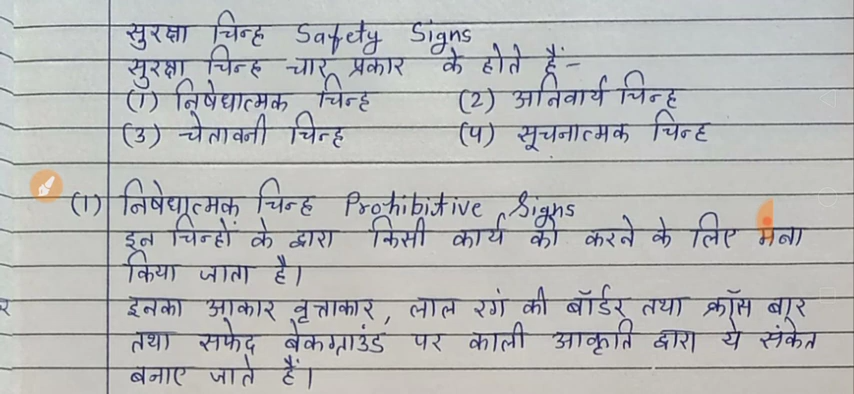 सुरक्षा चिन्ह Safety Signs
सुरक्षा चिन्ह चार प्रकार के होते हैं-
(1) निषेधात्मक चिन्ह (2) अनिवार्य चिन्ह
(3) चेतावनी चिन्ह (4) सूचनात्मक चिन्ह
(1) निषेधात्मक चिन्ह Prohibitive Signs
इन चिन्हों के द्वारा किसी कार्य को करने के लिए मना
किया जाता है।
इनका आकार वृत्ताकार, लाल रंग की बॉर्डर तथा क्रॉस बार
तथा सफेद बेकग्राउंड पर काली आकृति द्वारा ये संकेत
बनाए जाते हैं।